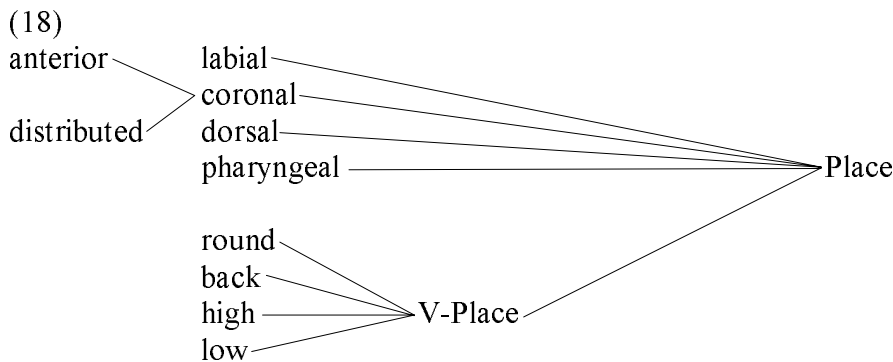 (18)
anterior labial
coronal
distributed dorsal
pharyngeal Place
round
back
high V-Place
low